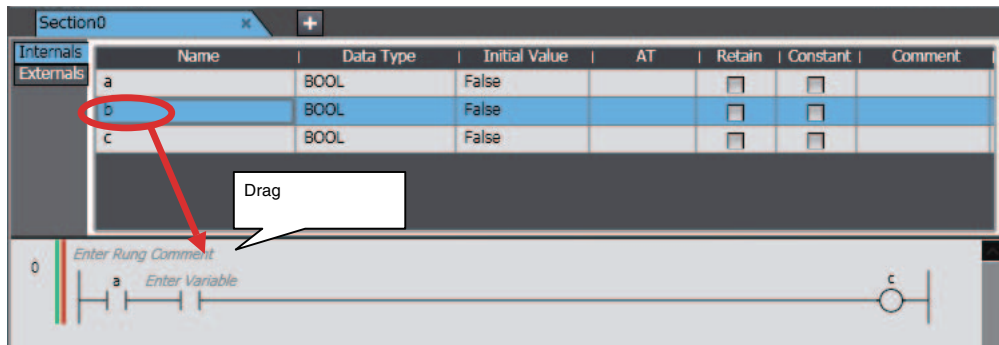 Section0 × +
Internals
Externals
Name Data Type Initial Value AT Retain Constant Comment
a BOOL False
b BOOL False
c BOOL False
Drag
Enter Rung Comment
0
a Enter Variable c